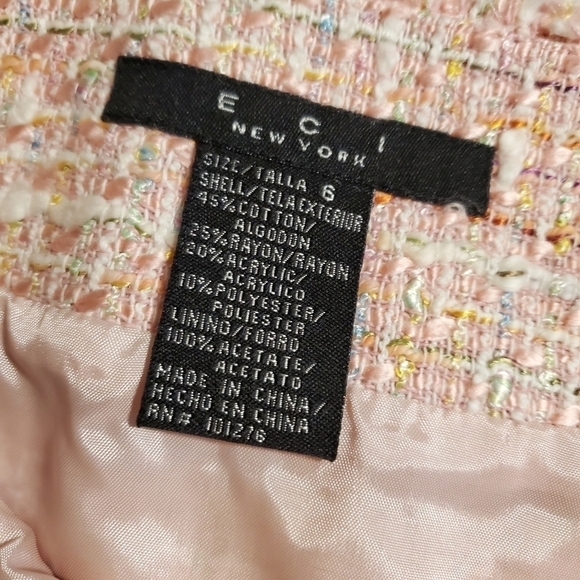 E C I
NEW YORK
SIZE/TALLA 6
SHELL/TELA EXTERIOR
45% COTTON/
ALGODON
25% RAYON/RAYON
20% ACRYLIC/
ACRYLICO
10% POLYESTER/
POLIESTER
LINING/FORRO
100% ACETATE/
ACETATO
MADE IN CHINA/
HECHO EN CHINA
RN# 101276